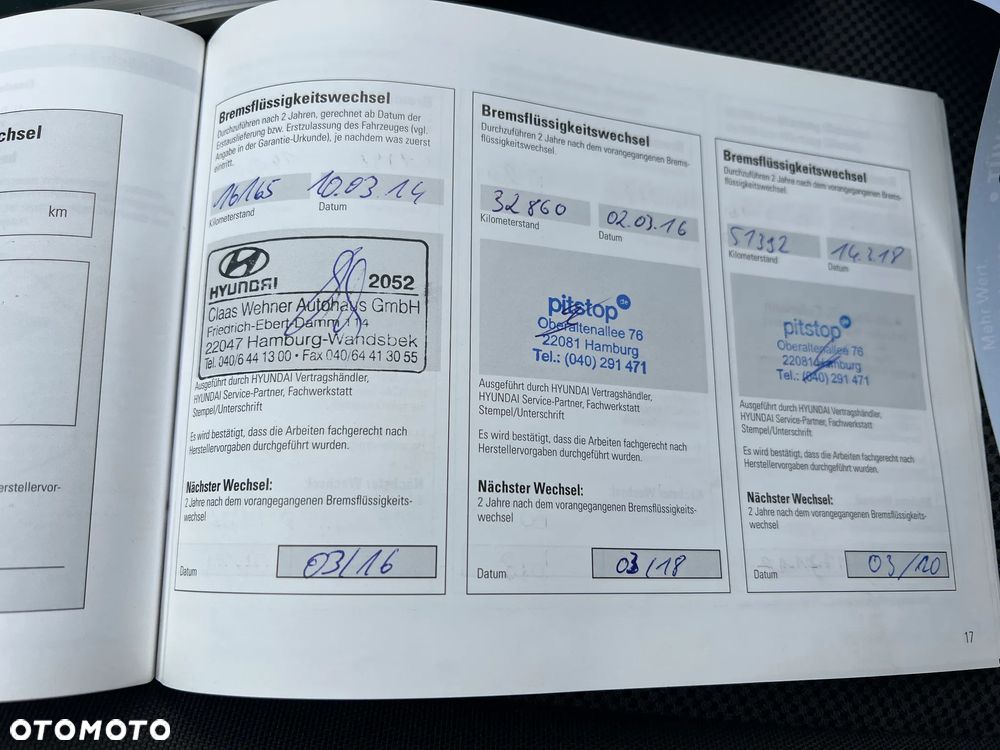 chsel
km
erstellervor-
Bremsflüssigkeitswechsel
Durchzuführen nach 2 Jahren, gerechnet ab Datum der
Erstauslieferung bzw. Erstzulassung des Fahrzeuges (vgl.
Angabe in der Garantie-Urkunde), je nachdem was zuerst
eintritt.
16165 10.03.14
Kilometerstand Datum
HYUNDAI 2052
Claas Wehner Autohaus GmbH
Friedrich-Ebert-Damm
22047 Hamburg-Wandsbek
Tel. 040/6 44 13 00 • Fax 040/64 41 30 55
Ausgeführt durch HYUNDAI Vertragshändler,
HYUNDAI Service-Partner, Fachwerkstatt
Stempel/Unterschrift
Es wird bestätigt, dass die Arbeiten fachgerecht nach
Herstellervorgaben durchgeführt wurden.
Nächster Wechsel:
2 Jahre nach dem vorangegangenen Bremsflüssigkeits-
wechsel
Datum 03/16
Bremsflüssigkeitswechsel
Durchzuführen 2 Jahre nach dem vorangegangenen Brems-
flüssigkeitswechsel.
32860 02.03.16
Kilometerstand Datum
pitstop.de
Oberaltenallee 76
22081 Hamburg
Tel.: (040) 291 471
Ausgeführt durch HYUNDAI Vertragshändler,
HYUNDAI Service-Partner, Fachwerkstatt
Stempel/Unterschrift
Es wird bestätigt, dass die Arbeiten fachgerecht nach
Herstellervorgaben durchgeführt wurden.
Nächster Wechsel:
2 Jahre nach dem vorangegangenen Bremsflüssigkeits-
wechsel
Datum 03/18
Bremsflüssigkeitswechsel
Durchzuführen 2 Jahre nach dem vorangegangenen Brems-
flüssigkeitswechsel.
51392 14.3.18
Kilometerstand Datum
pitstop.de
Oberaltenallee 76
22081 Hamburg
Tel.: (040) 291 471
Ausgeführt durch HYUNDAI Vertragshändler,
HYUNDAI Service-Partner, Fachwerkstatt
Stempel/Unterschrift
Es wird bestätigt, dass die Arbeiten fachgerecht nach
Herstellervorgaben durchgeführt wurden.
Nächster Wechsel:
2 Jahre nach dem vorangegangenen Bremsflüssigkeits-
wechsel
Datum 03/20
17
Mehr Wert.
OTOMOTO